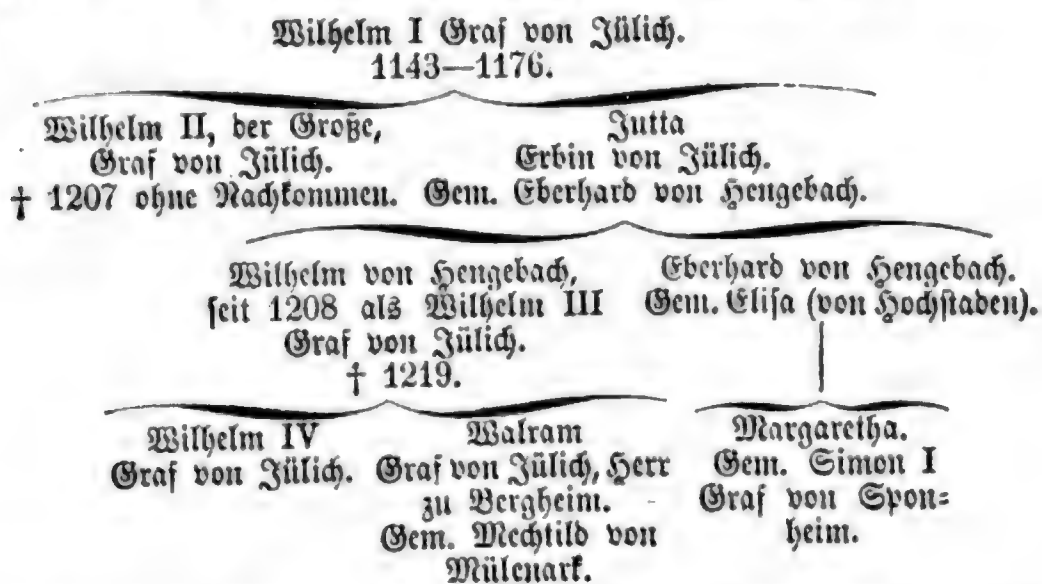 Wilhelm I Graf von Jülich.
1143—1176.
Wilhelm II, der Große,
Graf von Jülich.
† 1207 ohne Nachkommen.
Jutta
Erbin von Jülich.
Gem. Eberhard von Hengebach.
Wilhelm von Hengebach,
seit 1208 als Wilhelm III
Graf von Jülich.
† 1219.
Eberhard von Hengebach.
Gem. Elisa (von Hochstaden).
Wilhelm IV
Graf von Jülich.
Walram
Graf von Jülich, Herr
zu Bergheim.
Gem. Mechtild von
Mülenark.
Margaretha.
Gem. Simon I
Graf von Spon-
heim.